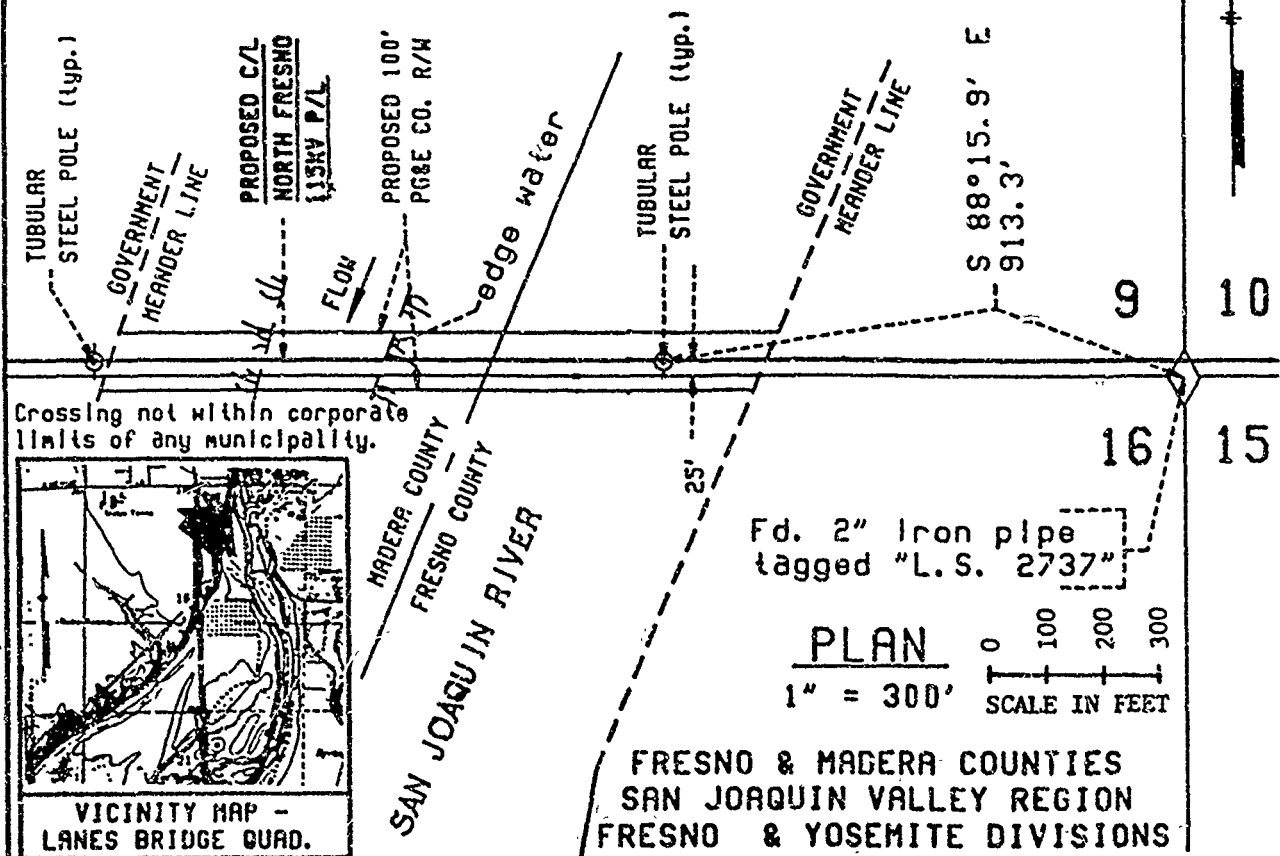 TUBULAR
STEEL POLE (typ.)
GOVERNMENT
MEANDER LINE
PROPOSED C/L
NORTH FRESNO
115KV P/L
PROPOSED 100'
PG&E CO. R/W
FLOW
edge water
TUBULAR
STEEL POLE (typ.)
GOVERNMENT
MEANDER LINE
S 88°15.9' E
913.3'
9
10
16
15
25'
Crossing not within corporate
limits of any municipality.
MADERA COUNTY
FRESNO COUNTY
SAN JOAQUIN RIVER
Fd. 2" Iron pipe
tagged "L.S. 2737"
PLAN
1" = 300'
0 100 200 300
SCALE IN FEET
VICINITY MAP -
LANES BRIDGE QUAD.
FRESNO & MADERA COUNTIES
SAN JOAQUIN VALLEY REGION
FRESNO & YOSEMITE DIVISIONS